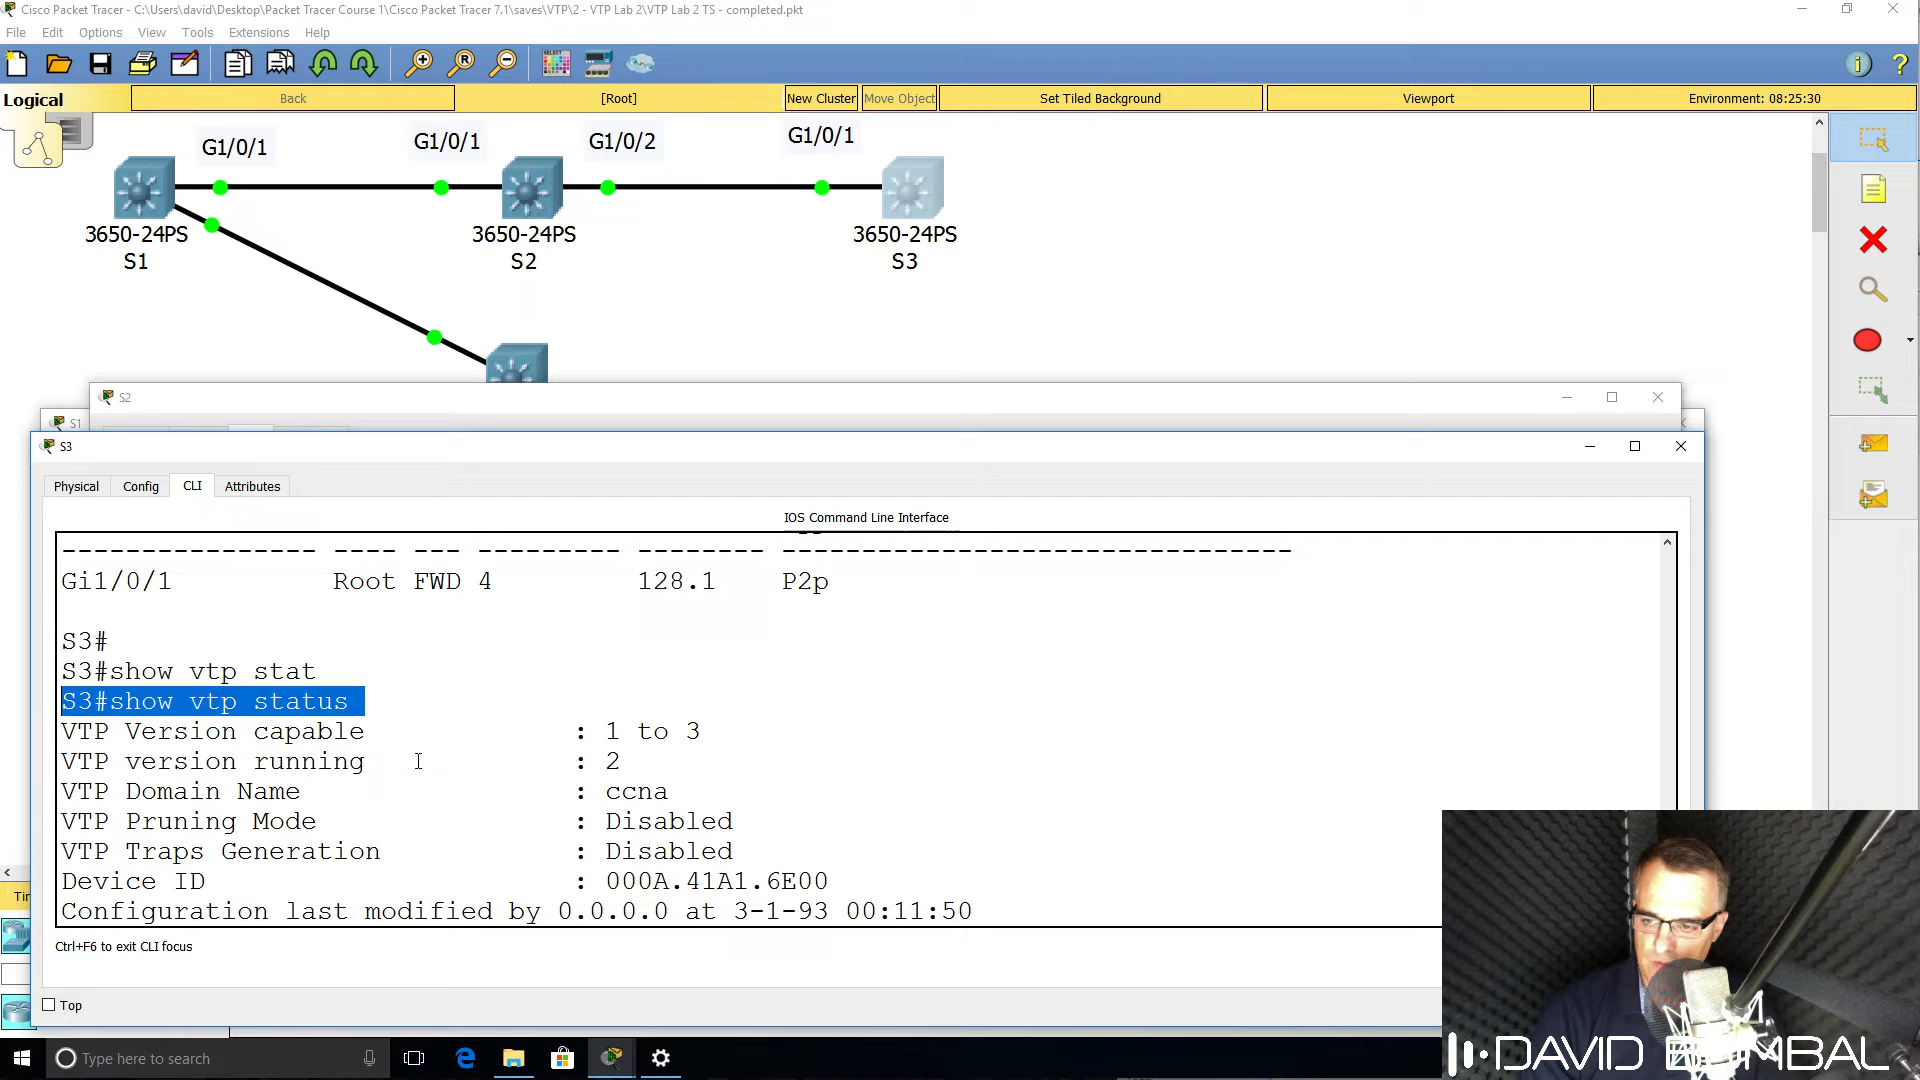 Cisco Packet Tracer - C:\Users\david\Desktop\Packet Tracer Course 1\Cisco Packet Tracer 7.1\saves\VTP\2 - VTP Lab 2\VTP Lab 2 TS - completed.pkt
File Edit Options View Tools Extensions Help
Logical Back [Root] New Cluster Move Object Set Tiled Background Viewport Environment: 08:25:30
G1/0/1 G1/0/1 G1/0/2 G1/0/1
3650-24PS 3650-24PS 3650-24PS
S1 S2 S3
S2
S1
S3
Physical Config CLI Attributes
IOS Command Line Interface
---------------- ---- --- --------- -------- --------------------------------
Gi1/0/1 Root FWD 4 128.1 P2p
S3#
S3#show vtp stat
S3#show vtp status
VTP Version capable : 1 to 3
VTP version running : 2
VTP Domain Name : ccna
VTP Pruning Mode : Disabled
VTP Traps Generation : Disabled
Device ID : 000A.41A1.6E00
Configuration last modified by 0.0.0.0 at 3-1-93 00:11:50
Ctrl+F6 to exit CLI focus
Top
Type here to search
DAVID BOMBAL